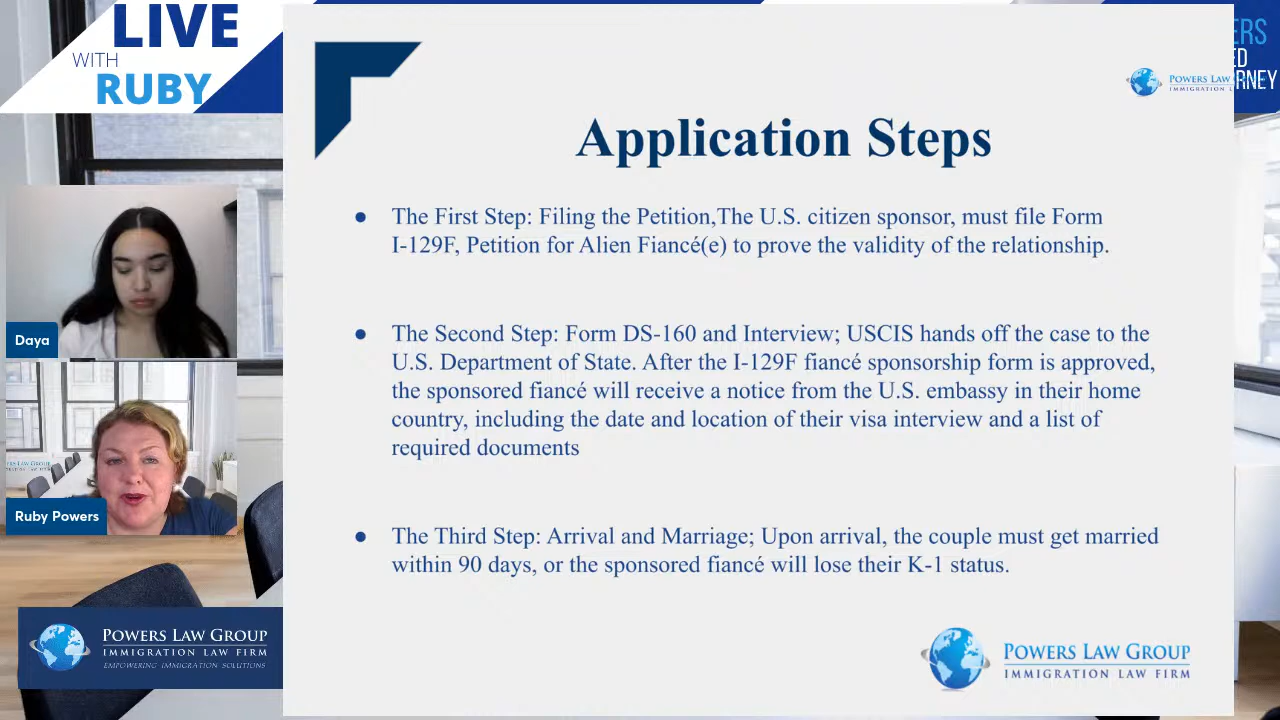 LIVE
WITH
RUBY
ERS
ED
RNEY
POWERS LAW
IMMIGRATION L
Application Steps
● The First Step: Filing the Petition,The U.S. citizen sponsor, must file Form
I-129F, Petition for Alien Fiancé(e) to prove the validity of the relationship.
● The Second Step: Form DS-160 and Interview; USCIS hands off the case to the
U.S. Department of State. After the I-129F fiancé sponsorship form is approved,
the sponsored fiancé will receive a notice from the U.S. embassy in their home
country, including the date and location of their visa interview and a list of
required documents
● The Third Step: Arrival and Marriage; Upon arrival, the couple must get married
within 90 days, or the sponsored fiancé will lose their K-1 status.
Daya
Ruby Powers
POWERS LAW GROUP
IMMIGRATION LAW FIRM
EMPOWERING IMMIGRATION SOLUTIONS
POWERS LAW GROUP
IMMIGRATION LAW FIRM